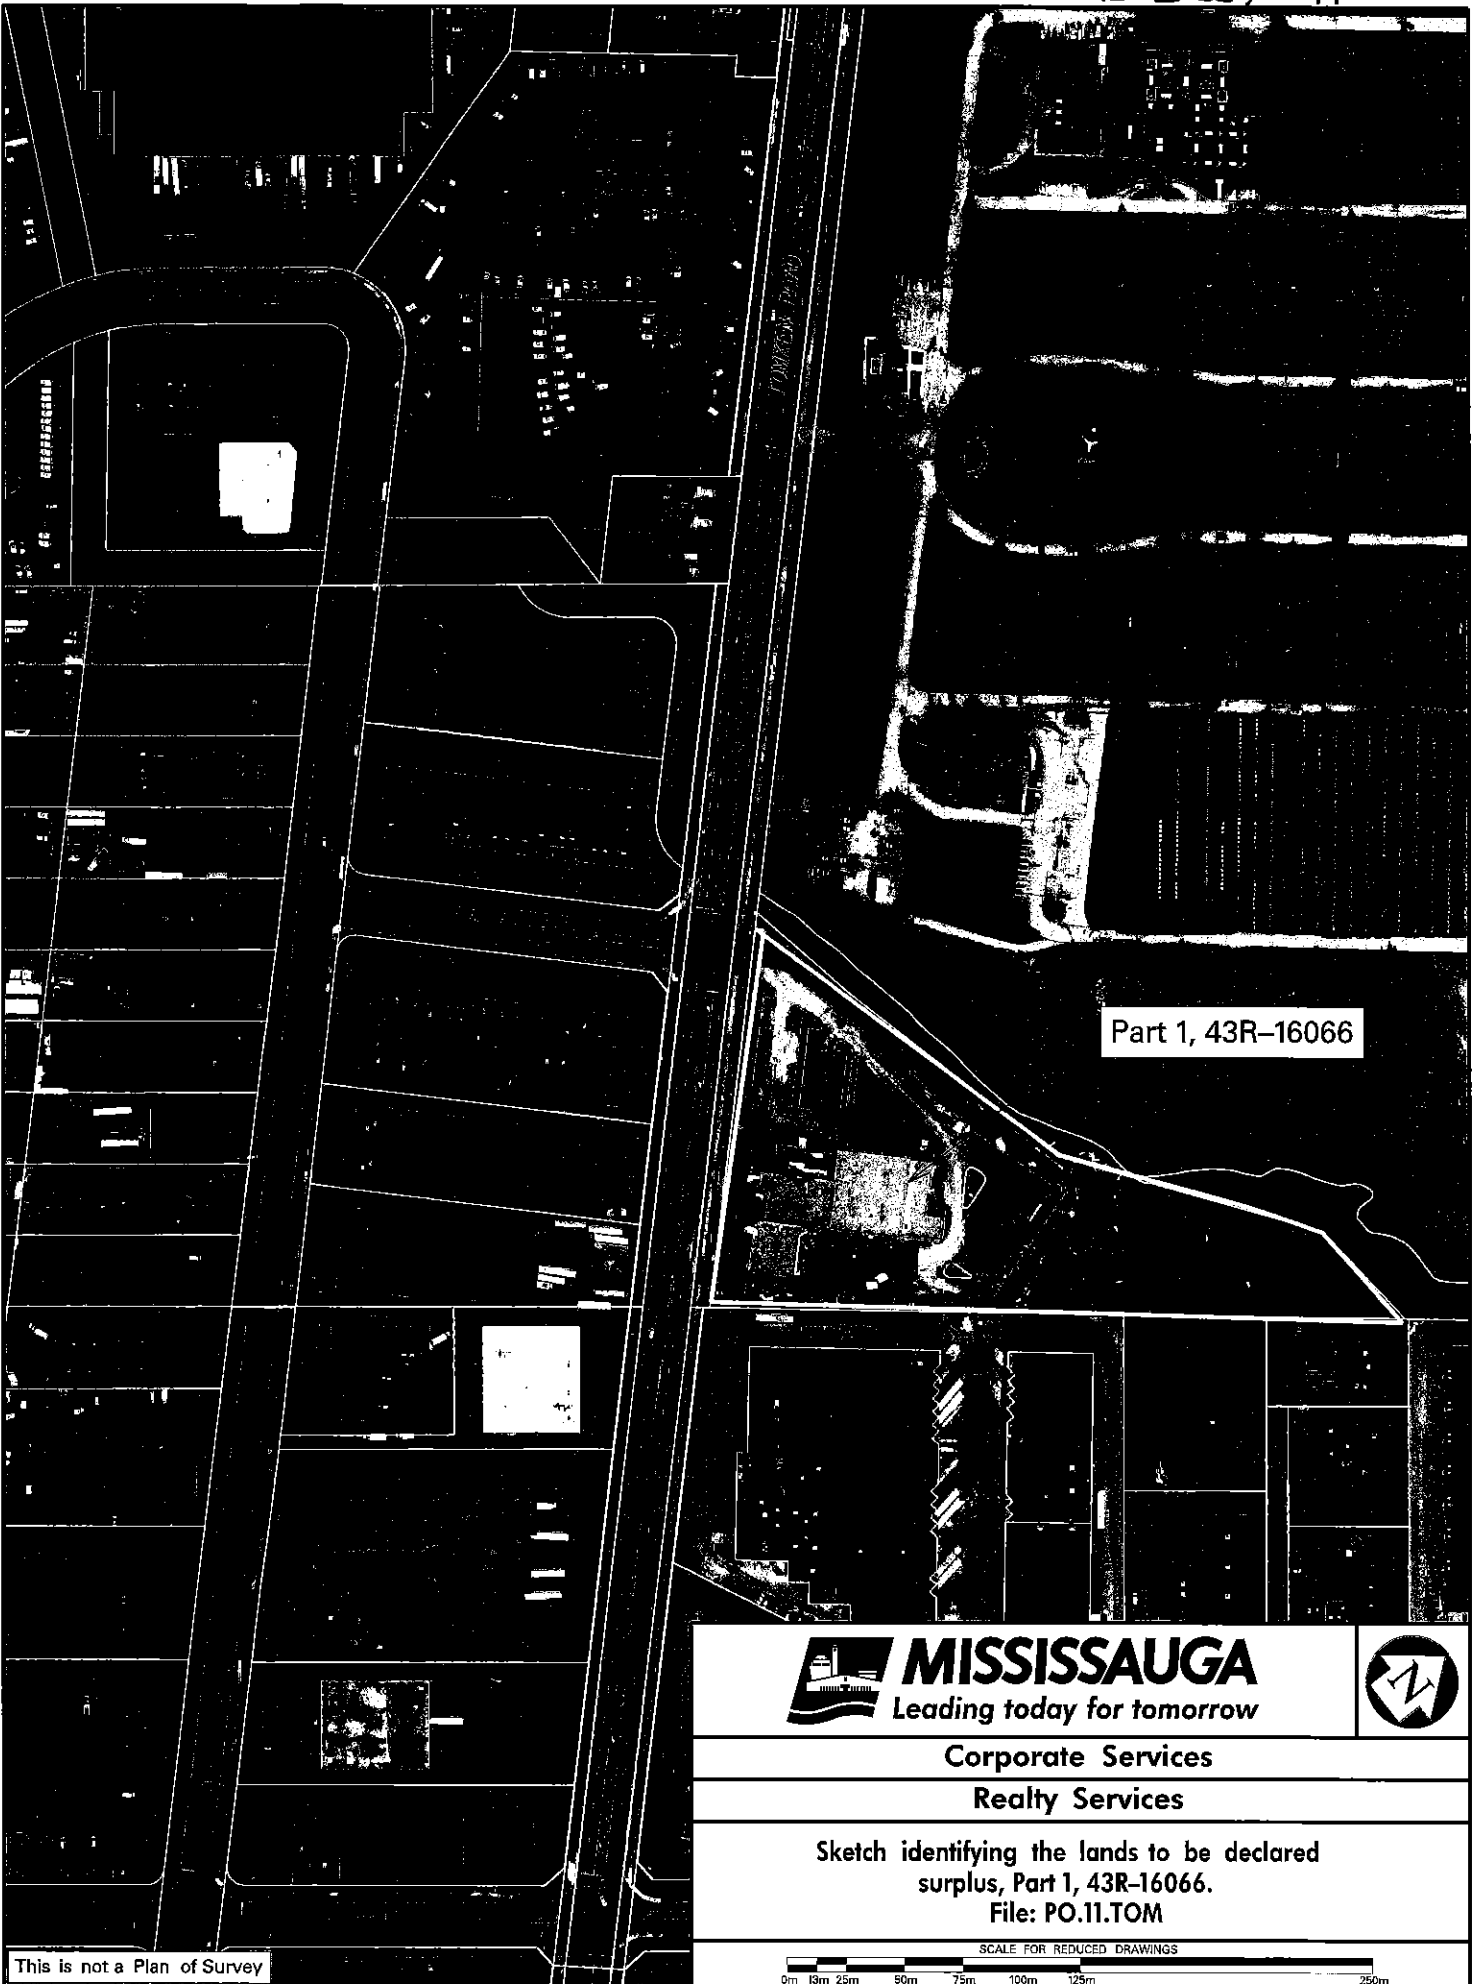 TOMKEN ROAD
Part 1, 43R–16066
MISSISSAUGA
Leading today for tomorrow
N
Corporate Services
Realty Services
Sketch identifying the lands to be declared
surplus, Part 1, 43R–16066.
File: PO.11.TOM
This is not a Plan of Survey
SCALE FOR REDUCED DRAWINGS
0m 13m 25m 50m 75m 100m 125m 250m